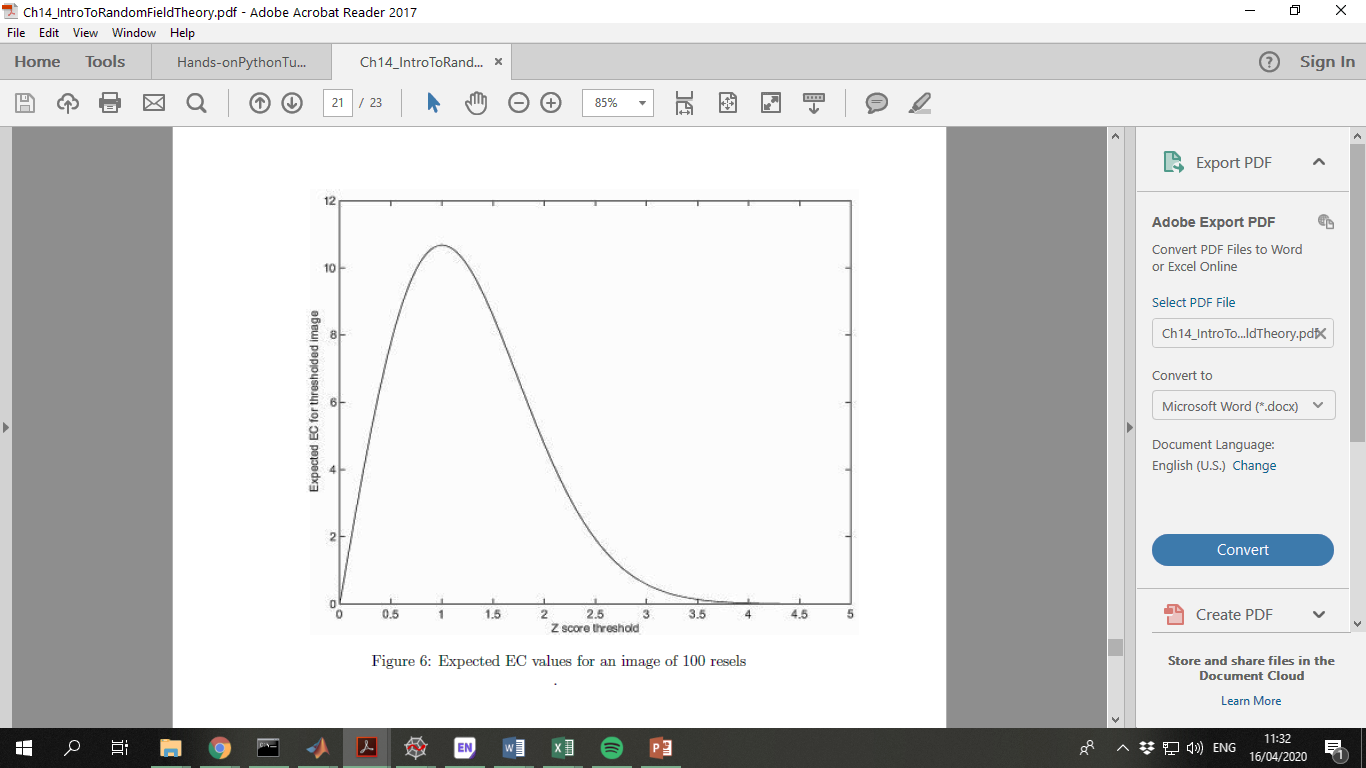 Ch14_IntroToRandomFieldTheory.pdf - Adobe Acrobat Reader 2017
File Edit View Window Help
Home Tools Hands-onPythonTu... Ch14_IntroToRand... ×
? Sign In
21 / 23 85%
Export PDF
Adobe Export PDF
Convert PDF Files to Word
or Excel Online
Select PDF File
Ch14_IntroTo...ldTheory.pdf
Convert to
Microsoft Word (*.docx)
Document Language:
English (U.S.) Change
Convert
Create PDF
Store and share files in the
Document Cloud
Learn More
12
10
8
6
4
2
0
Expected EC for thresholded image
0 0.5 1 1.5 2 2.5 3 3.5 4 4.5 5
Z score threshold
Figure 6: Expected EC values for an image of 100 resels
.
EN
ENG
11:32
16/04/2020
1